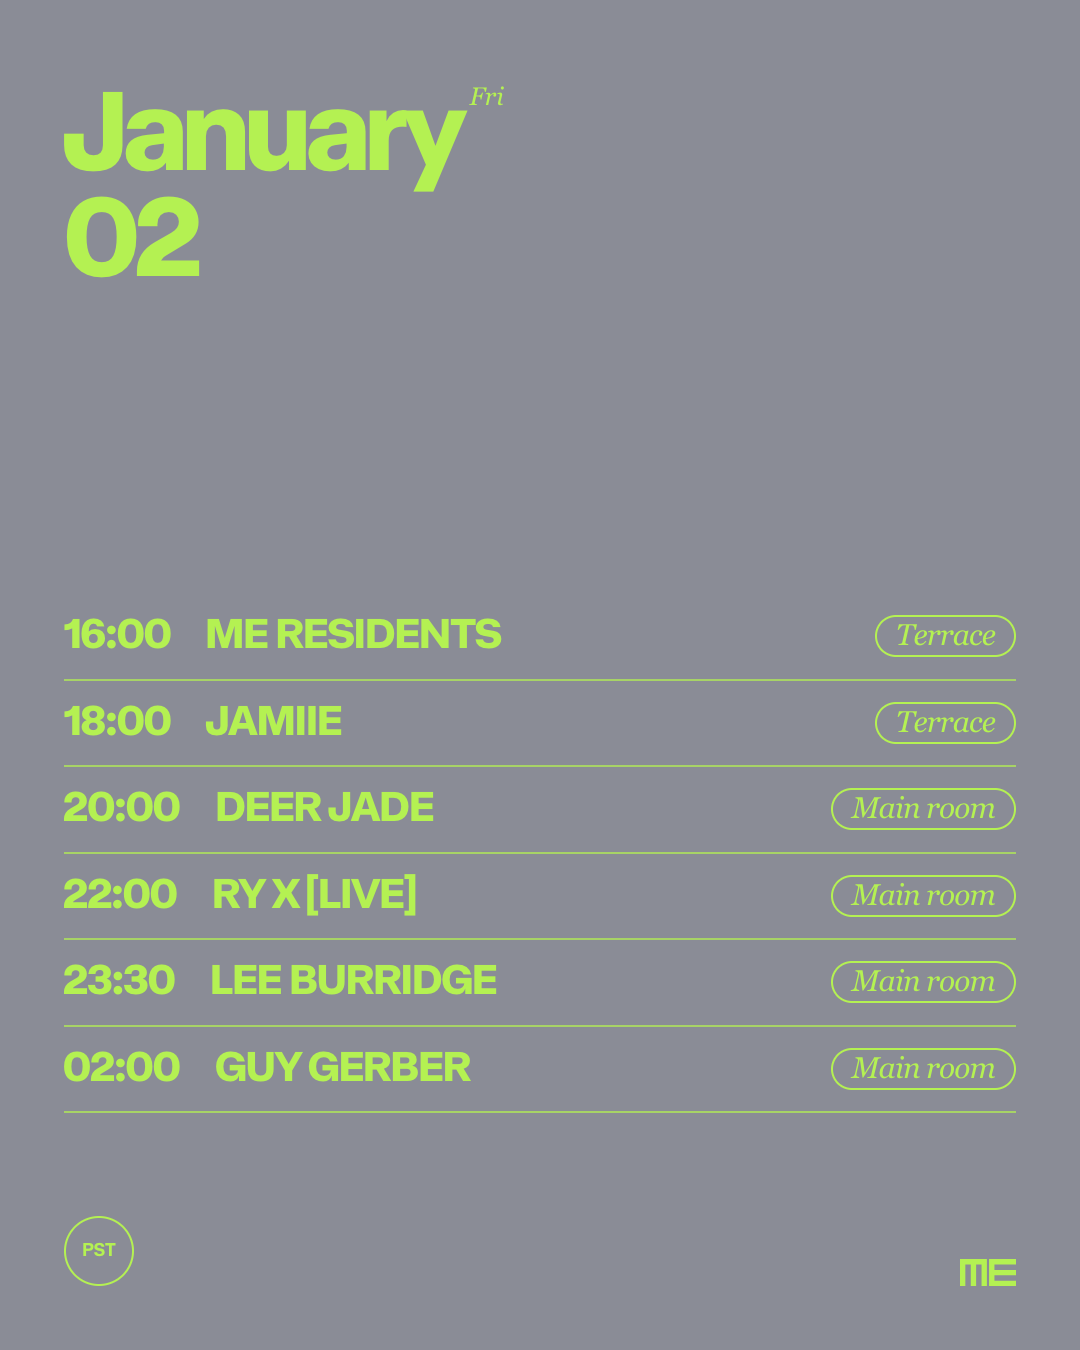 January Fri
02
16:00 ME RESIDENTS Terrace
18:00 JAMIIE Terrace
20:00 DEER JADE Main room
22:00 RY X [LIVE] Main room
23:30 LEE BURRIDGE Main room
02:00 GUY GERBER Main room
PST
ME